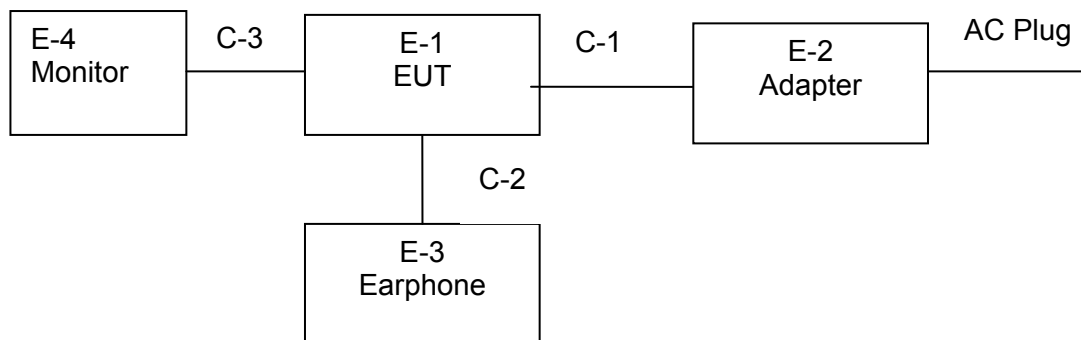 E-4
Monitor
C-3
E-1
EUT
C-1
E-2
Adapter
AC Plug
C-2
E-3
Earphone